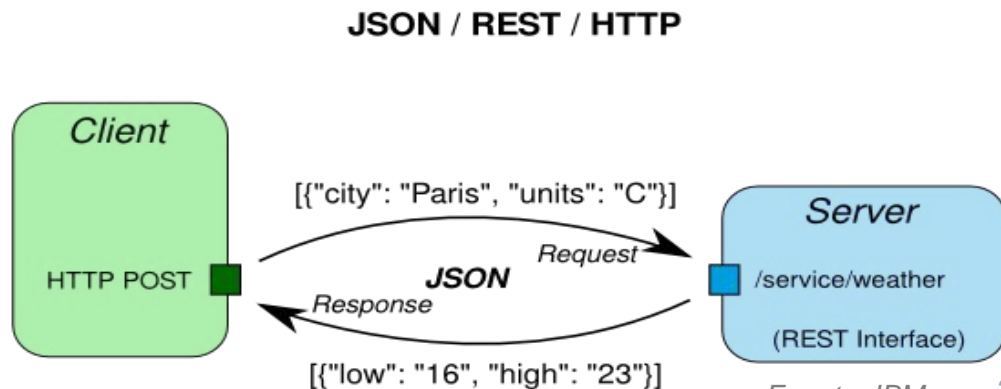 JSON / REST / HTTP
Client
[{"city": "Paris", "units": "C"}]
Server
Request
HTTP POST
JSON
/service/weather
Response
(REST Interface)
[{"low": "16", "high": "23"}]